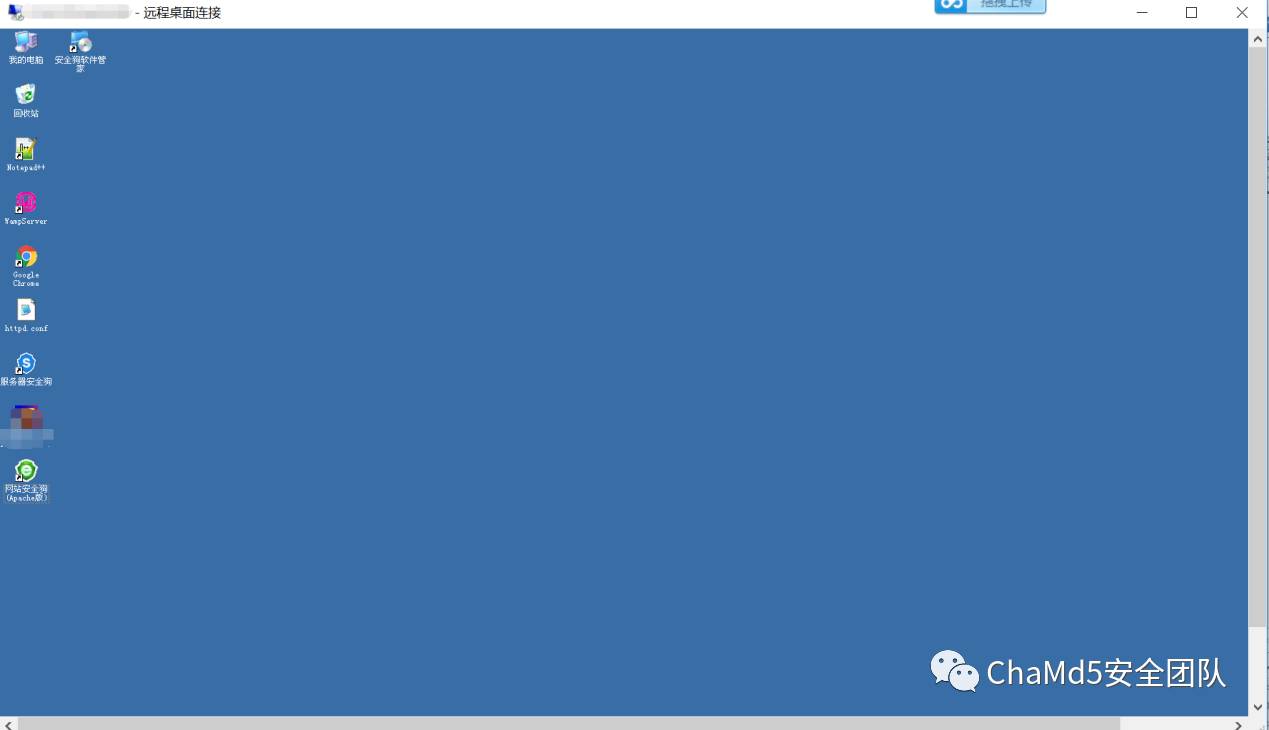 - 远程桌面连接
拖拽上传
我的电脑
安全狗软件管
家
回收站
Notepad++
WampServer
Google
Chrome
httpd.conf
服务器安全狗
网站安全狗
(Apache版)
ChaMd5安全团队